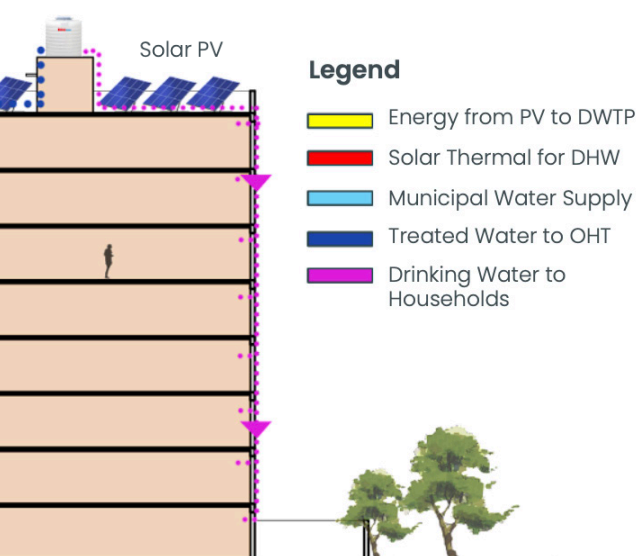 Solar PV
Legend
Energy from PV to DWTP
Solar Thermal for DHW
Municipal Water Supply
Treated Water to OHT
Drinking Water to
Households